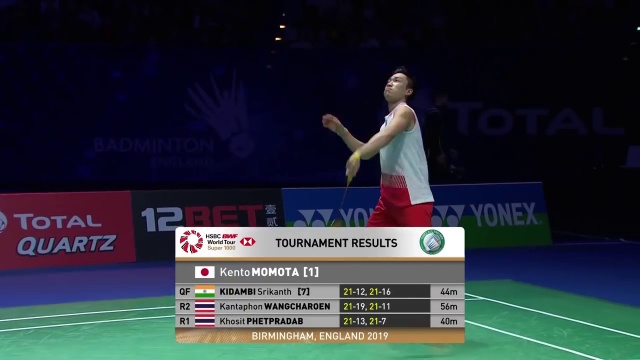 BADMINTON
ENGLAND
TOTAL
TOTAL
QUARTZ
12BET
YONEX
YONEX
HSBC BWF
World Tour
Super 1000
TOURNAMENT RESULTS
Kento MOMOTA [1]
QF KIDAMBI Srikanth [7] 21-12, 21-16 44m
R2 Kantaphon WANGCHAROEN 21-19, 21-11 56m
R1 Khosit PHETPRADAB 21-13, 21-7 40m
BIRMINGHAM, ENGLAND 2019